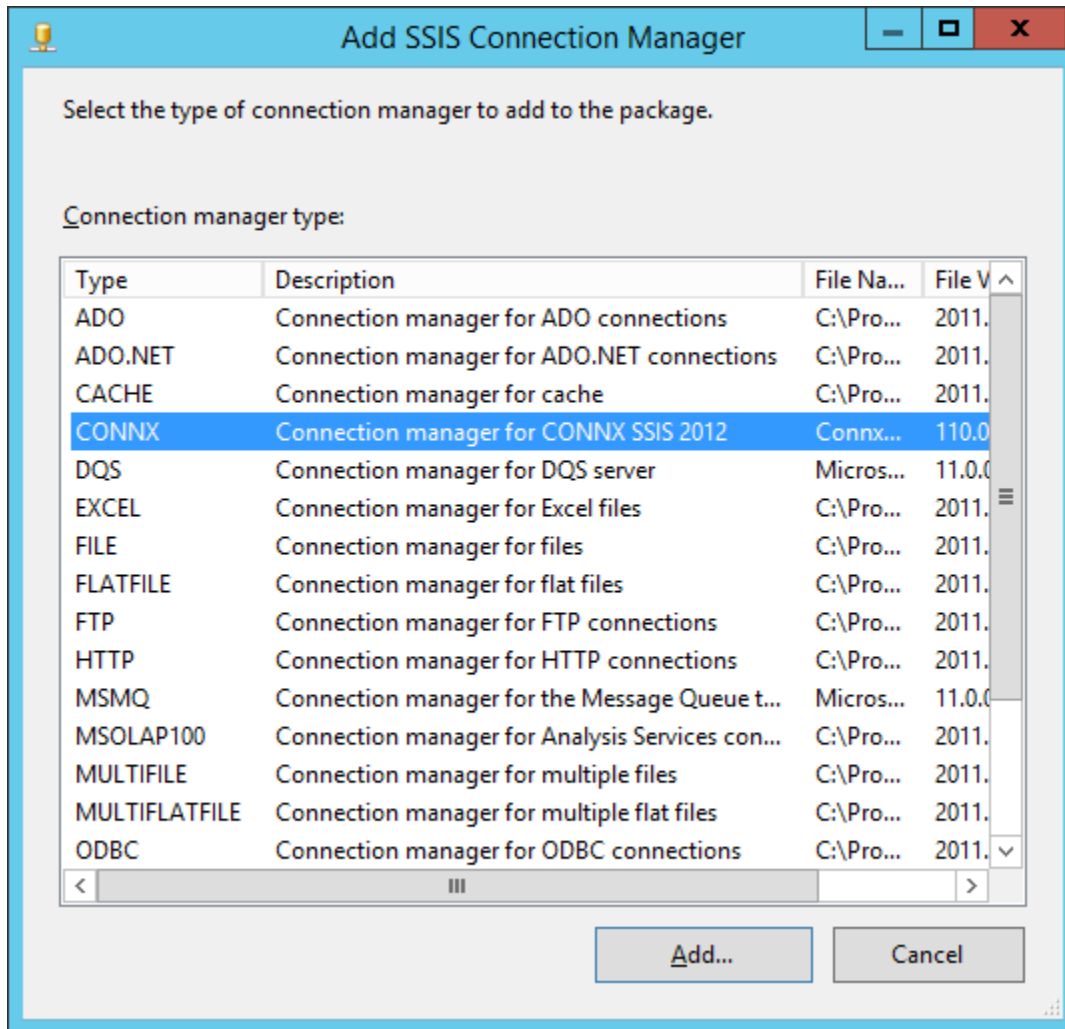 Add SSIS Connection Manager
Select the type of connection manager to add to the package.
Connection manager type:
Type Description File Na... File V
ADO Connection manager for ADO connections C:\Pro... 2011.
ADO.NET Connection manager for ADO.NET connections C:\Pro... 2011.
CACHE Connection manager for cache C:\Pro... 2011.
CONNX Connection manager for CONNX SSIS 2012 Connx... 110.0
DQS Connection manager for DQS server Micros... 11.0.0
EXCEL Connection manager for Excel files C:\Pro... 2011.
FILE Connection manager for files C:\Pro... 2011.
FLATFILE Connection manager for flat files C:\Pro... 2011.
FTP Connection manager for FTP connections C:\Pro... 2011.
HTTP Connection manager for HTTP connections C:\Pro... 2011.
MSMQ Connection manager for the Message Queue t... Micros... 11.0.0
MSOLAP100 Connection manager for Analysis Services con... C:\Pro... 2011.
MULTIFILE Connection manager for multiple files C:\Pro... 2011.
MULTIFLATFILE Connection manager for multiple flat files C:\Pro... 2011.
ODBC Connection manager for ODBC connections C:\Pro... 2011.
Add... Cancel